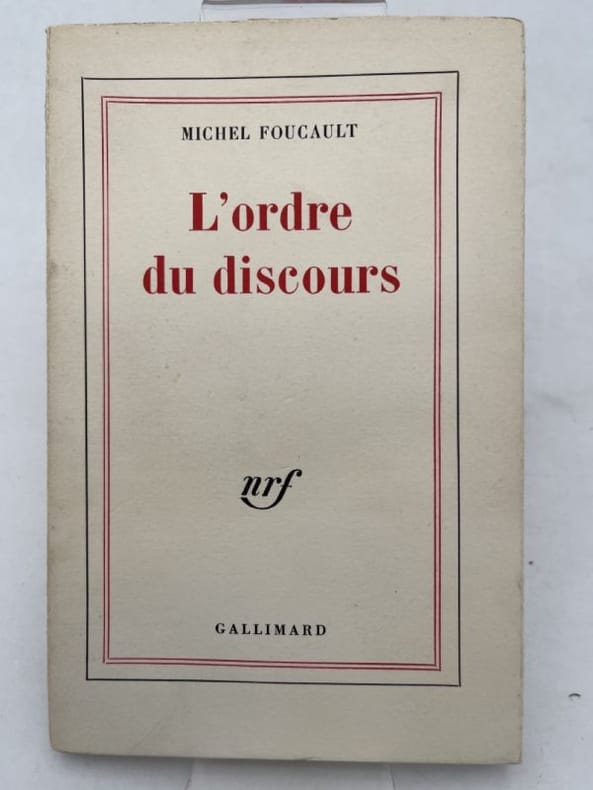 MICHEL FOUCAULT
L'ordre
du discours
nrf
GALLIMARD